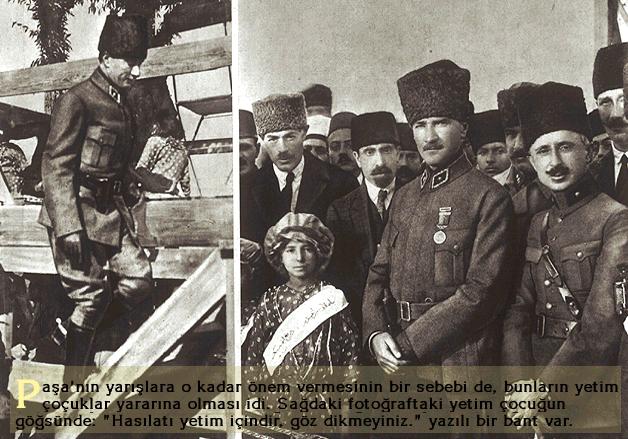 Paşa'nın yarışlara o kadar önem vermesinin bir sebebi de, bunların yetim
çocuklar yararına olması idi. Sağdaki fotoğraftaki yetim çocuğun
göğsünde: "Hasılatı yetim içindir, göz dikmeyiniz." yazılı bir bant var.